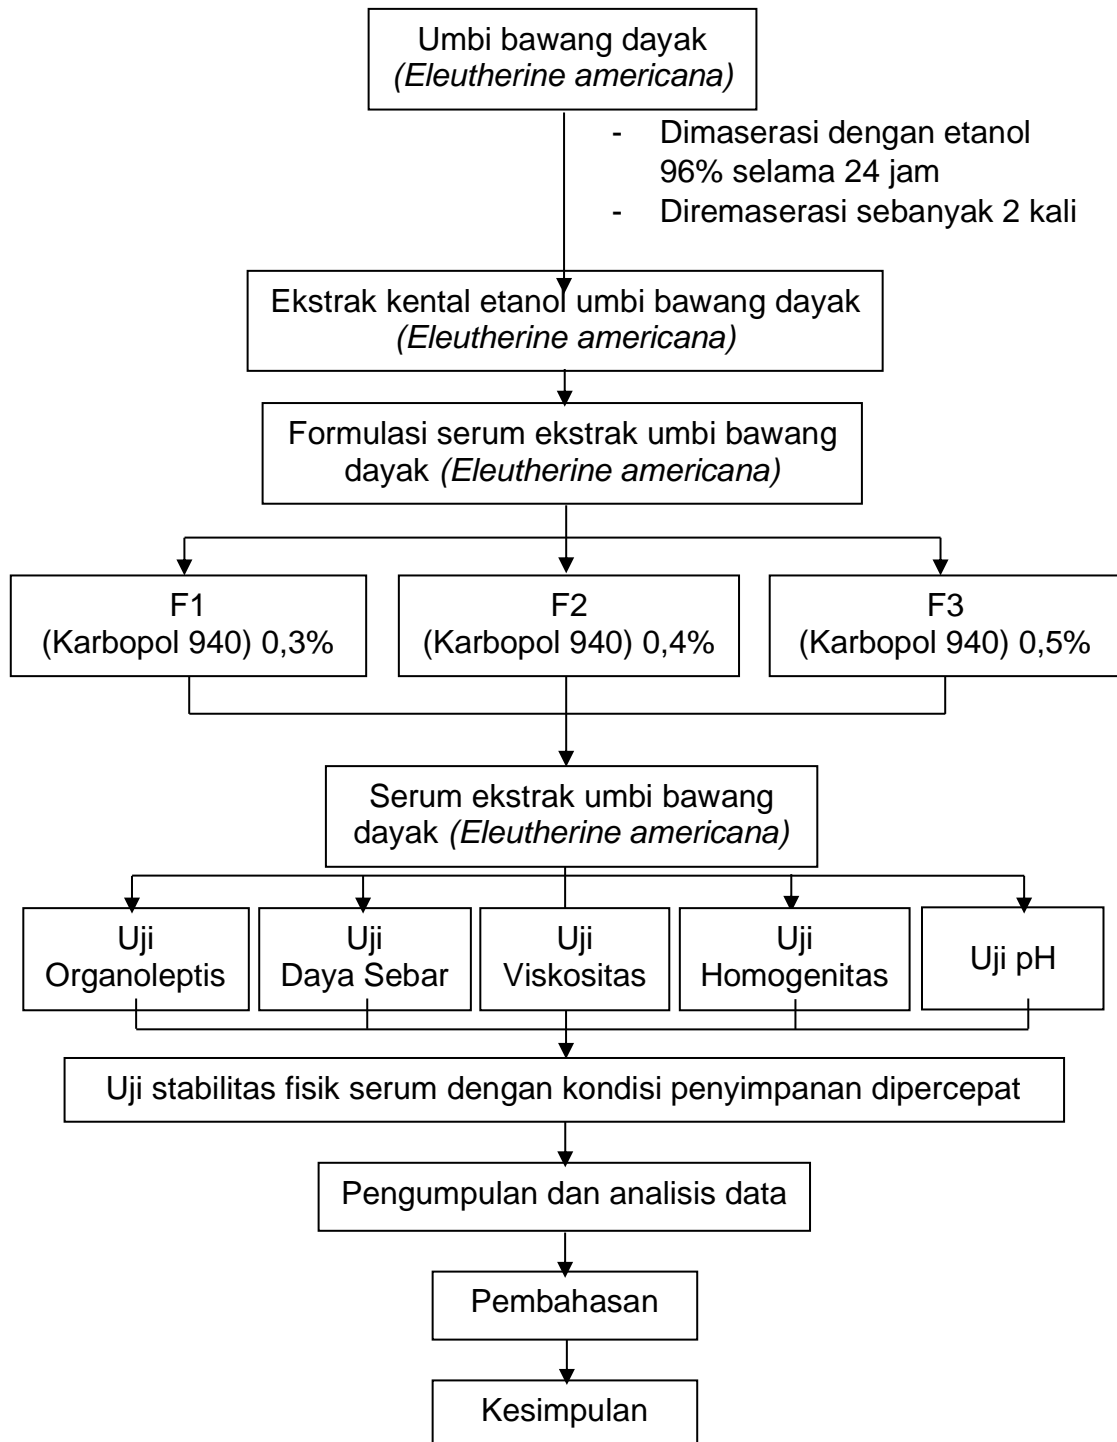 Umbi bawang dayak
(Eleutherine americana)
- Dimaserasi dengan etanol
96% selama 24 jam
- Diremaserasi sebanyak 2 kali
Ekstrak kental etanol umbi bawang dayak
(Eleutherine americana)
Formulasi serum ekstrak umbi bawang
dayak (Eleutherine americana)
F1
(Karbopol 940) 0,3%
F2
(Karbopol 940) 0,4%
F3
(Karbopol 940) 0,5%
Serum ekstrak umbi bawang
dayak (Eleutherine americana)
Uji
Organoleptis
Uji
Daya Sebar
Uji
Viskositas
Uji
Homogenitas
Uji pH
Uji stabilitas fisik serum dengan kondisi penyimpanan dipercepat
Pengumpulan dan analisis data
Pembahasan
Kesimpulan